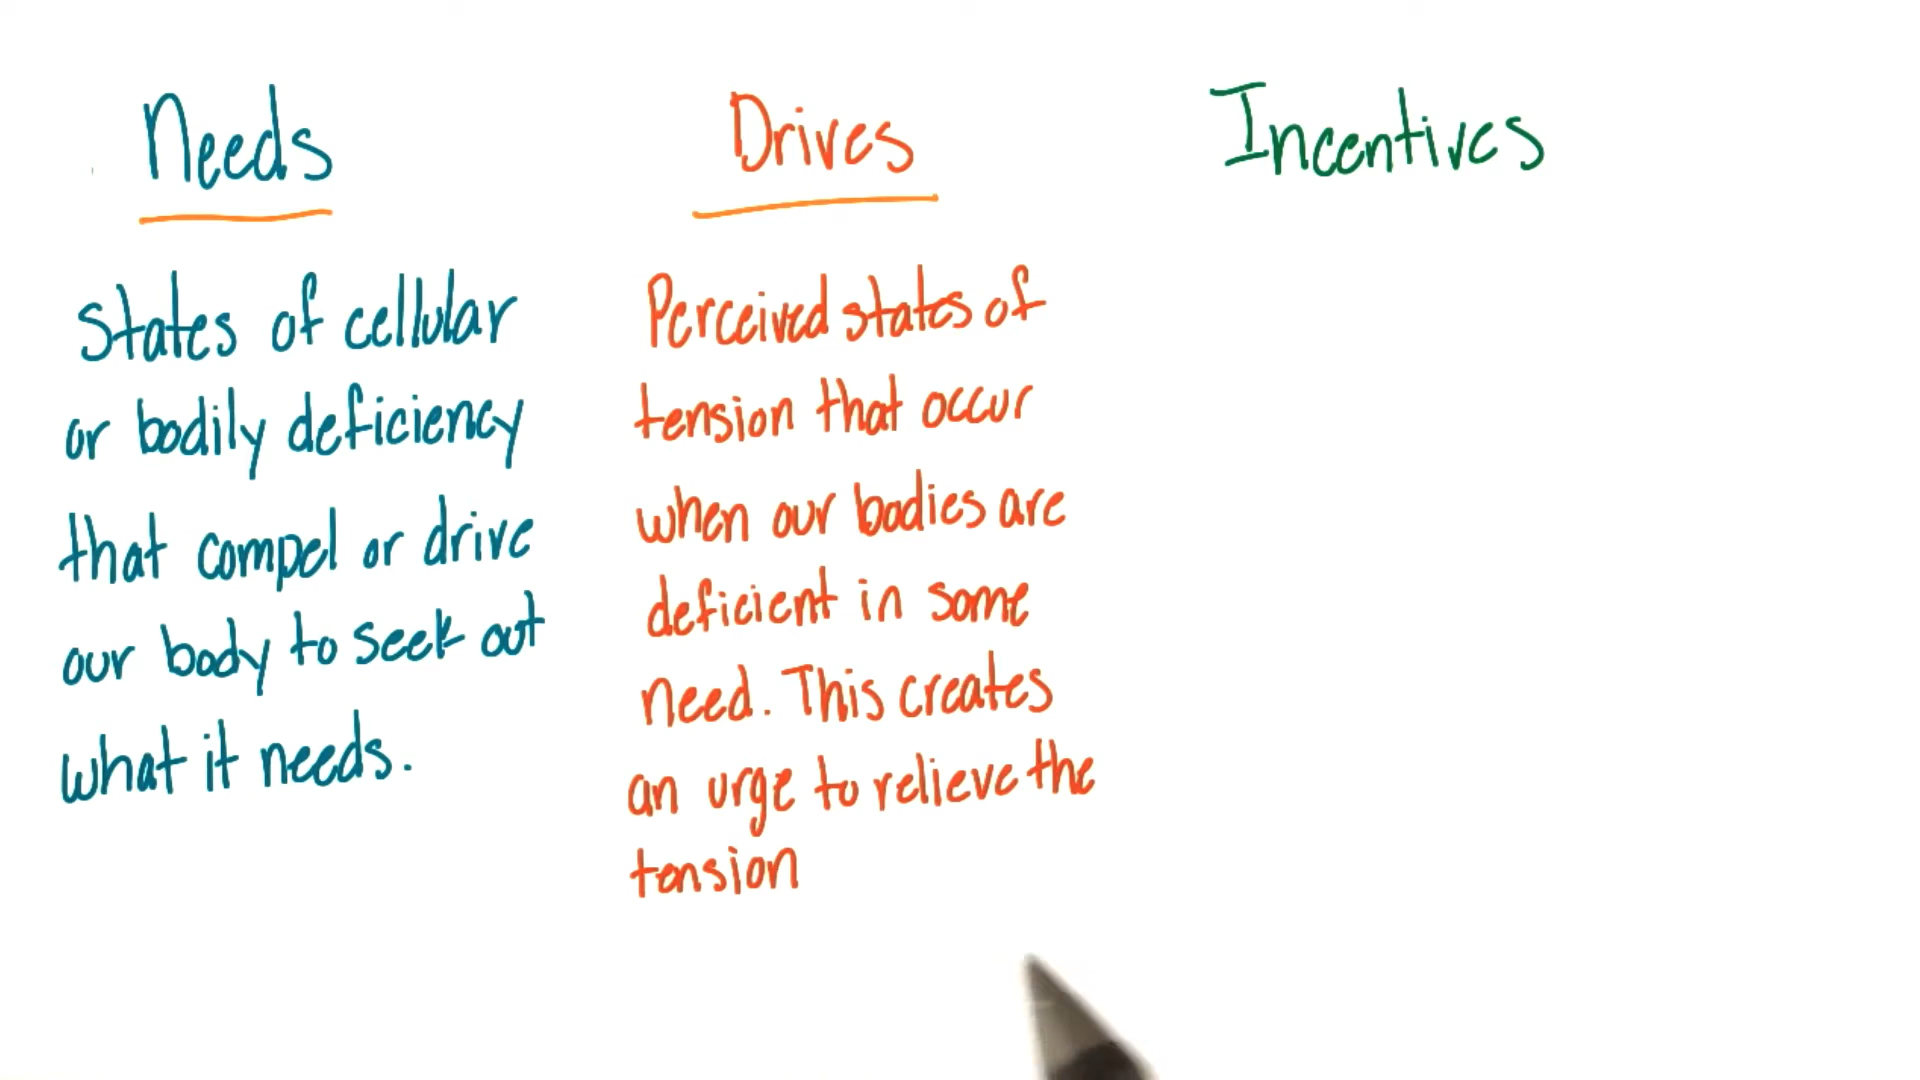 Needs
States of cellular
or bodily deficiency
that compel or drive
our body to seek out
what it needs.
Drives
Perceived states of
tension that occur
when our bodies are
deficient in some
need. This creates
an urge to relieve the
tension
Incentives